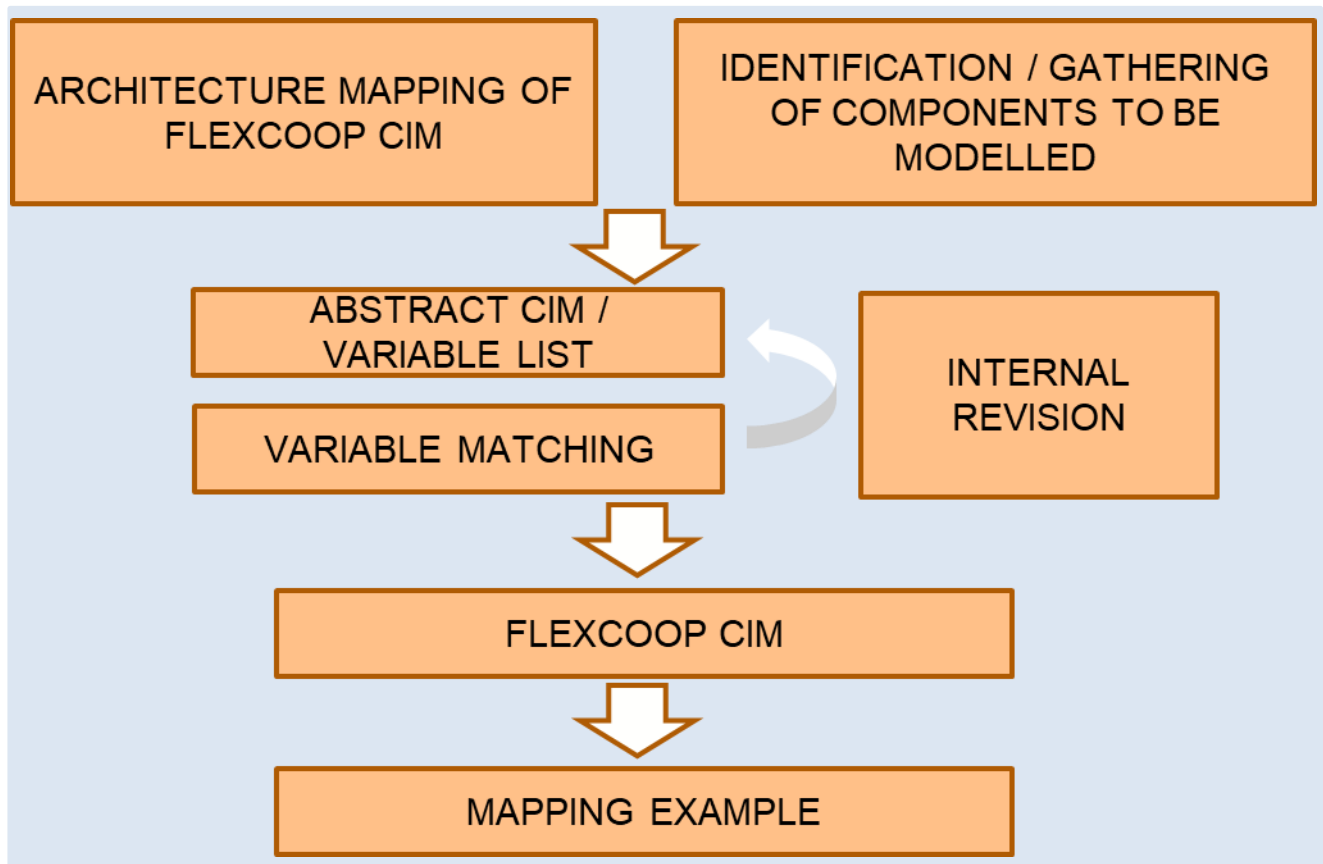 ARCHITECTURE MAPPING OF
FLEXCOOP CIM
IDENTIFICATION / GATHERING
OF COMPONENTS TO BE
MODELLED
ABSTRACT CIM /
VARIABLE LIST
VARIABLE MATCHING
INTERNAL
REVISION
FLEXCOOP CIM
MAPPING EXAMPLE